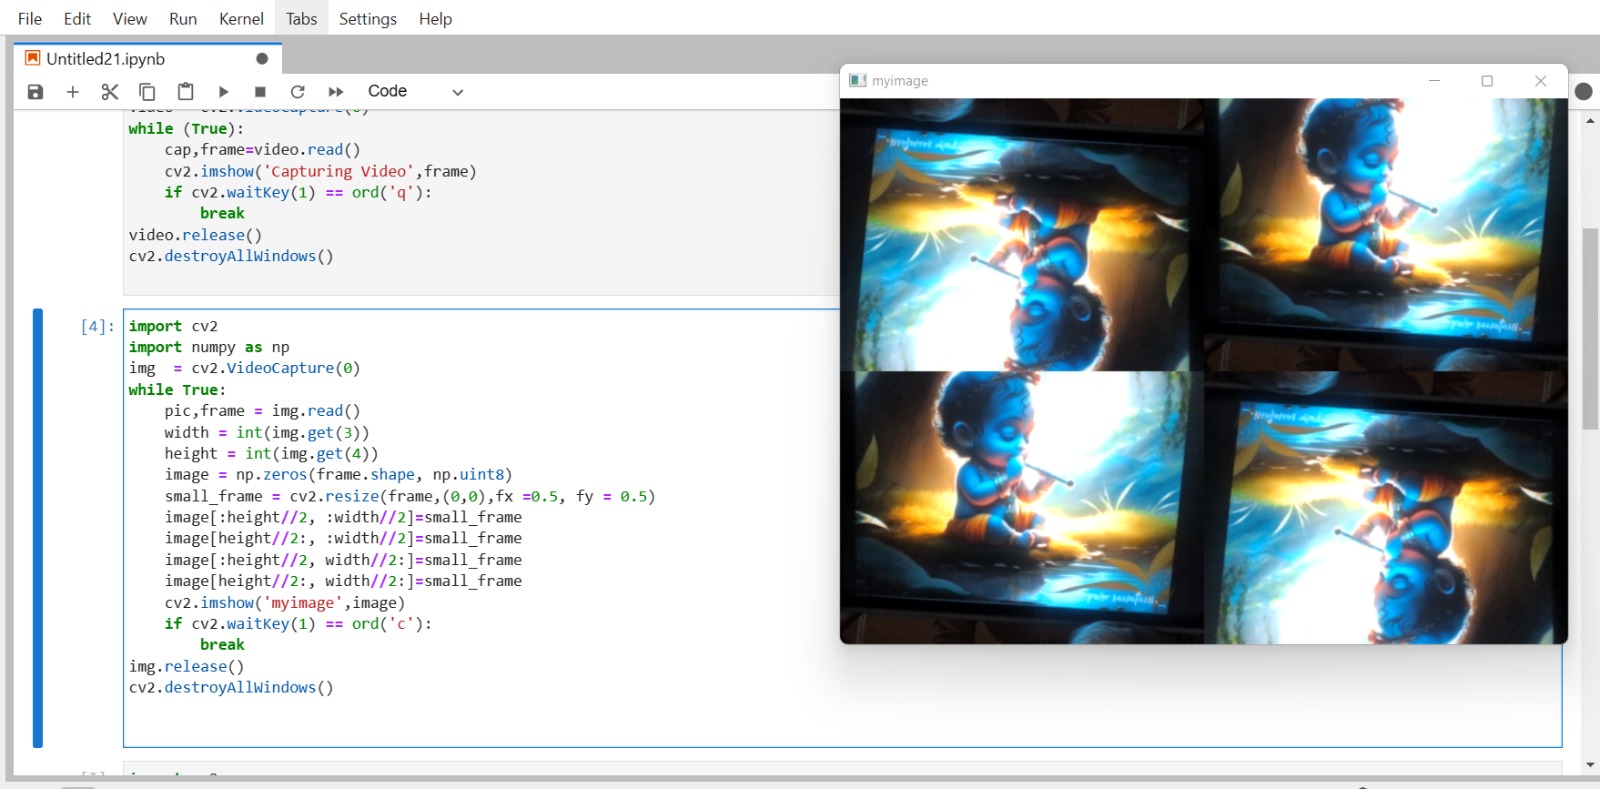 File Edit View Run Kernel Tabs Settings Help
Untitled21.ipynb
Code
while (True):
    cap,frame=video.read()
    cv2.imshow('Capturing Video',frame)
    if cv2.waitKey(1) == ord('q'):
        break
video.release()
cv2.destroyAllWindows()
[4]:
import cv2
import numpy as np
img  = cv2.VideoCapture(0)
while True:
    pic,frame = img.read()
    width = int(img.get(3))
    height = int(img.get(4))
    image = np.zeros(frame.shape, np.uint8)
    small_frame = cv2.resize(frame,(0,0),fx =0.5, fy = 0.5)
    image[:height//2, :width//2]=small_frame
    image[height//2:, :width//2]=small_frame
    image[:height//2, width//2:]=small_frame
    image[height//2:, width//2:]=small_frame
    cv2.imshow('myimage',image)
    if cv2.waitKey(1) == ord('c'):
        break
img.release()
cv2.destroyAllWindows()
myimage